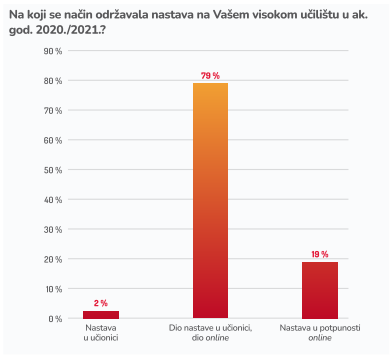 Na koji se način održavala nastava na Vašem visokom učilištu u ak.
god. 2020./2021.?
90 %
80 %
70 %
60 %
50 %
40 %
30 %
20 %
10 %
0 %
2 %
79 %
19 %
Nastava
u učionici
Dio nastave u učionici,
dio online
Nastava u potpunosti
online